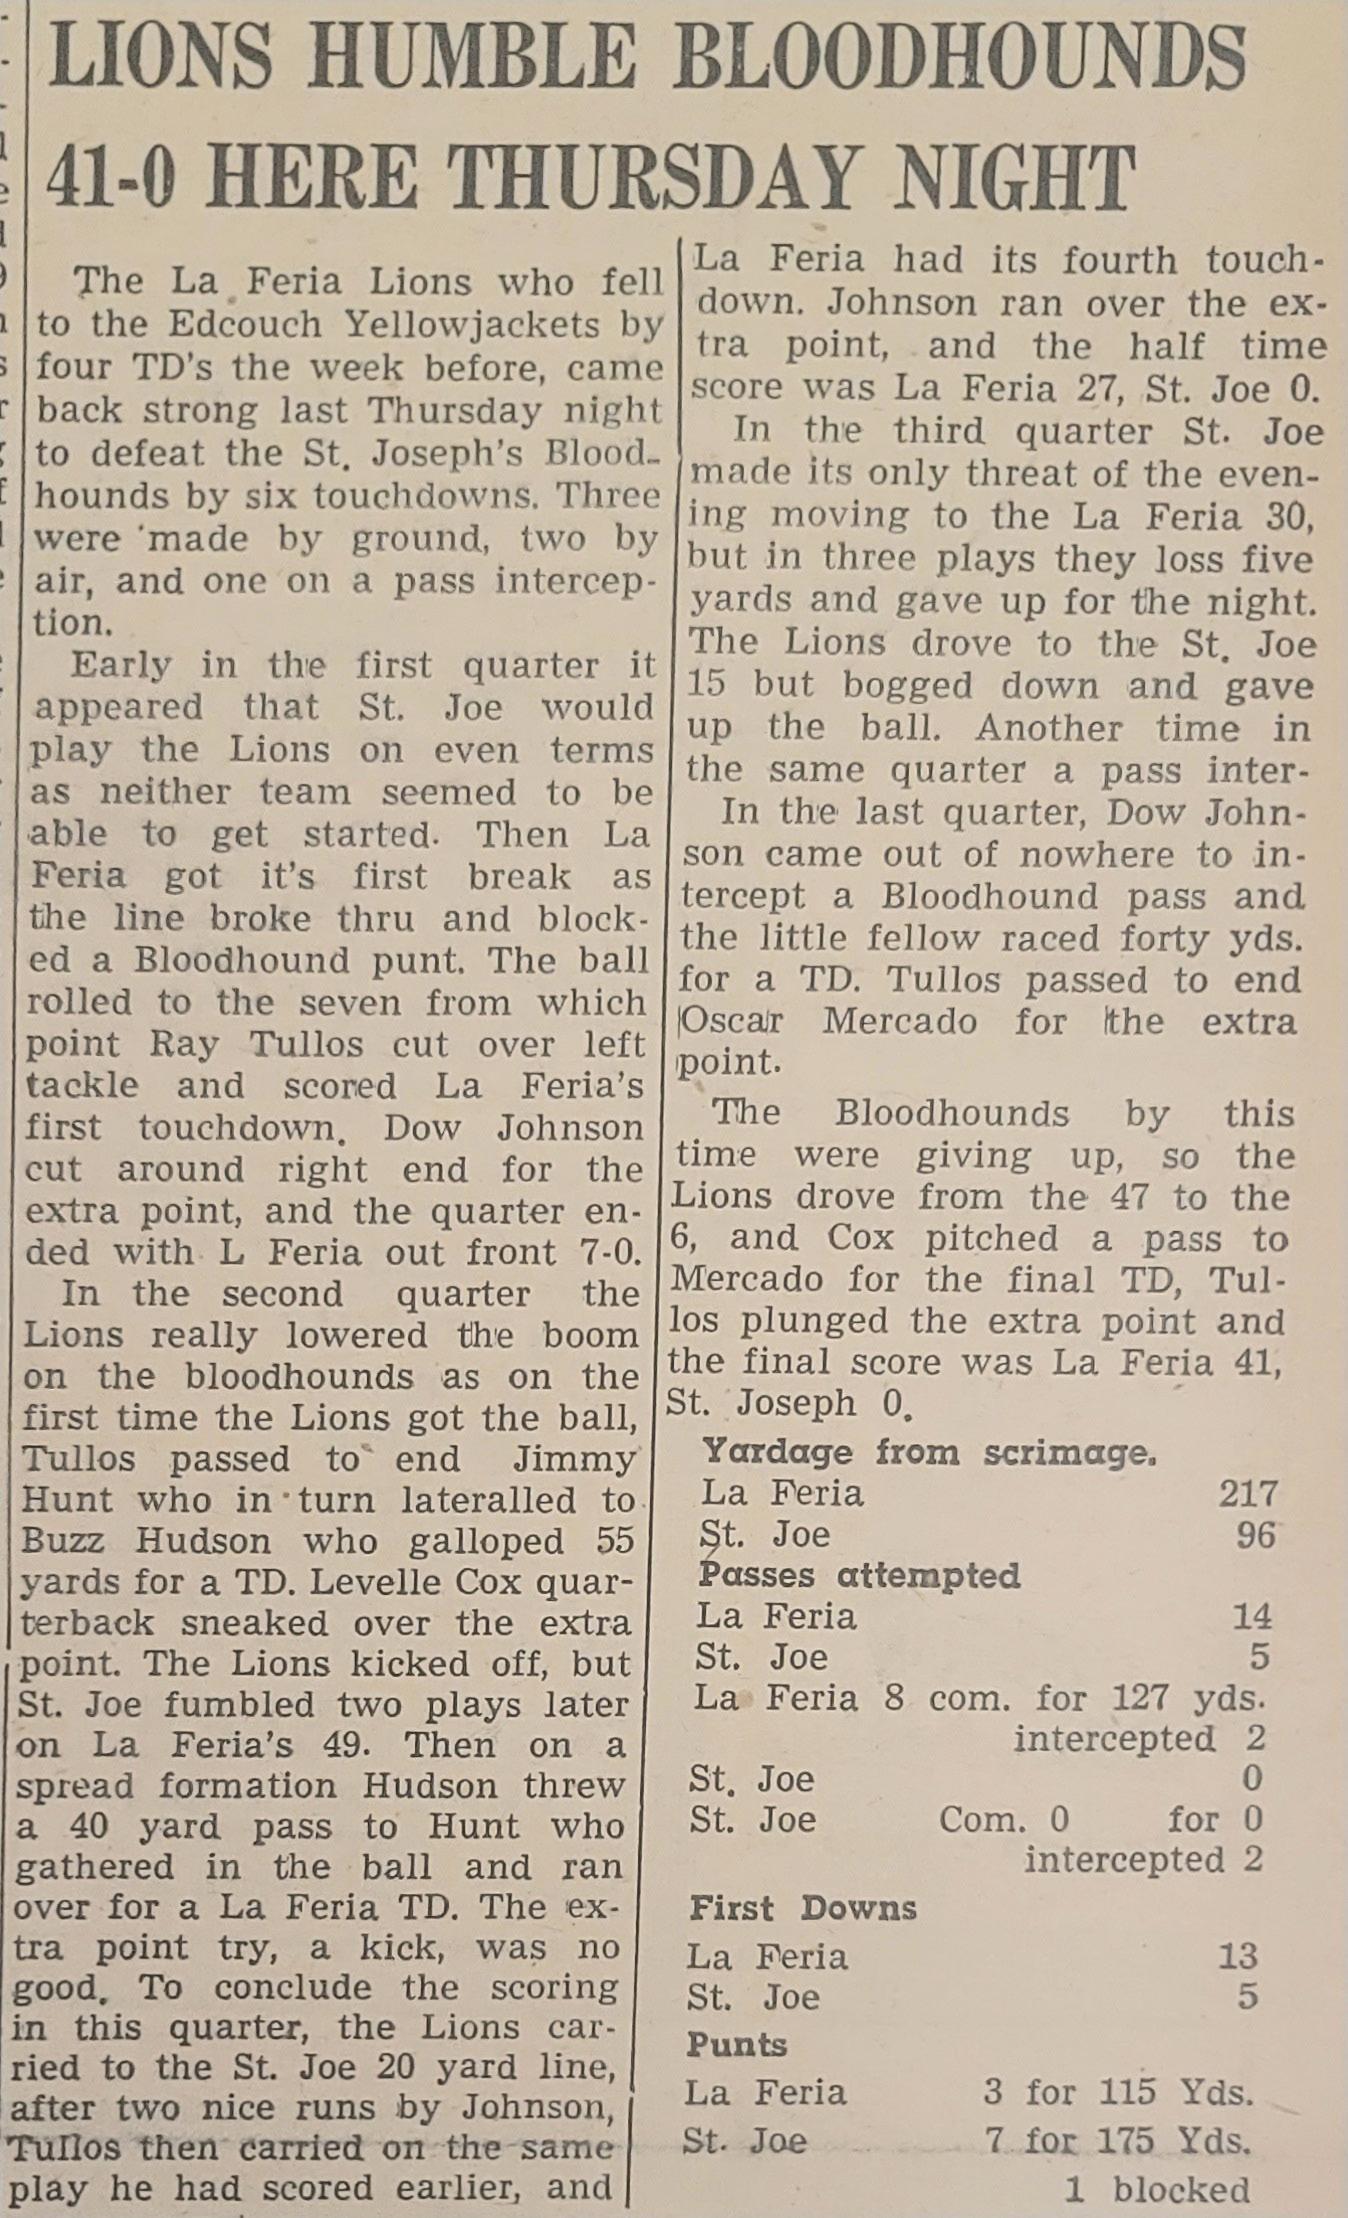 LIONS HUMBLE BLOODHOUNDS
41-0 HERE THURSDAY NIGHT
The La Feria Lions who fell
to the Edcouch Yellowjackets by
four TD's the week before, came
back strong last Thursday night
to defeat the St. Joseph's Blood-
hounds by six touchdowns. Three
were made by ground, two by
air, and one on a pass intercep-
tion.
Early in the first quarter it
appeared that St. Joe would
play the Lions on even terms
as neither team seemed to be
able to get started. Then La
Feria got it's first break as
the line broke thru and block-
ed a Bloodhound punt. The ball
rolled to the seven from which
point Ray Tullos cut over left
tackle and scored La Feria's
first touchdown. Dow Johnson
cut around right end for the
extra point, and the quarter en-
ded with L Feria out front 7-0.
In the second quarter the
Lions really lowered the boom
on the bloodhounds as on the
first time the Lions got the ball,
Tullos passed to end Jimmy
Hunt who in turn lateralled to
Buzz Hudson who galloped 55
yards for a TD. Levelle Cox quar-
terback sneaked over the extra
point. The Lions kicked off, but
St. Joe fumbled two plays later
on La Feria's 49. Then on a
spread formation Hudson threw
a 40 yard pass to Hunt who
gathered in the ball and ran
over for a La Feria TD. The ex-
tra point try, a kick, was no
good. To conclude the scoring
in this quarter, the Lions car-
ried to the St. Joe 20 yard line,
after two nice runs by Johnson,
Tullos then carried on the same
play he had scored earlier, and
La Feria had its fourth touch-
down. Johnson ran over the ex-
tra point, and the half time
score was La Feria 27, St. Joe 0.
In the third quarter St. Joe
made its only threat of the even-
ing moving to the La Feria 30,
but in three plays they loss five
yards and gave up for the night.
The Lions drove to the St. Joe
15 but bogged down and gave
up the ball. Another time in
the same quarter a pass inter-
In the last quarter, Dow John-
son came out of nowhere to in-
tercept a Bloodhound pass and
the little fellow raced forty yds.
for a TD. Tullos passed to end
Oscar Mercado for the extra
point.
The Bloodhounds by this
time were giving up, so the
Lions drove from the 47 to the
6, and Cox pitched a pass to
Mercado for the final TD, Tul-
los plunged the extra point and
the final score was La Feria 41,
St. Joseph 0.
Yardage from scrimage.
La Feria 217
St. Joe 96
Passes attempted
La Feria 14
St. Joe 5
La Feria 8 com. for 127 yds.
intercepted 2
St. Joe 0
St. Joe Com. 0 for 0
intercepted 2
First Downs
La Feria 13
St. Joe 5
Punts
La Feria 3 for 115 Yds.
St. Joe 7 for 175 Yds.
1 blocked